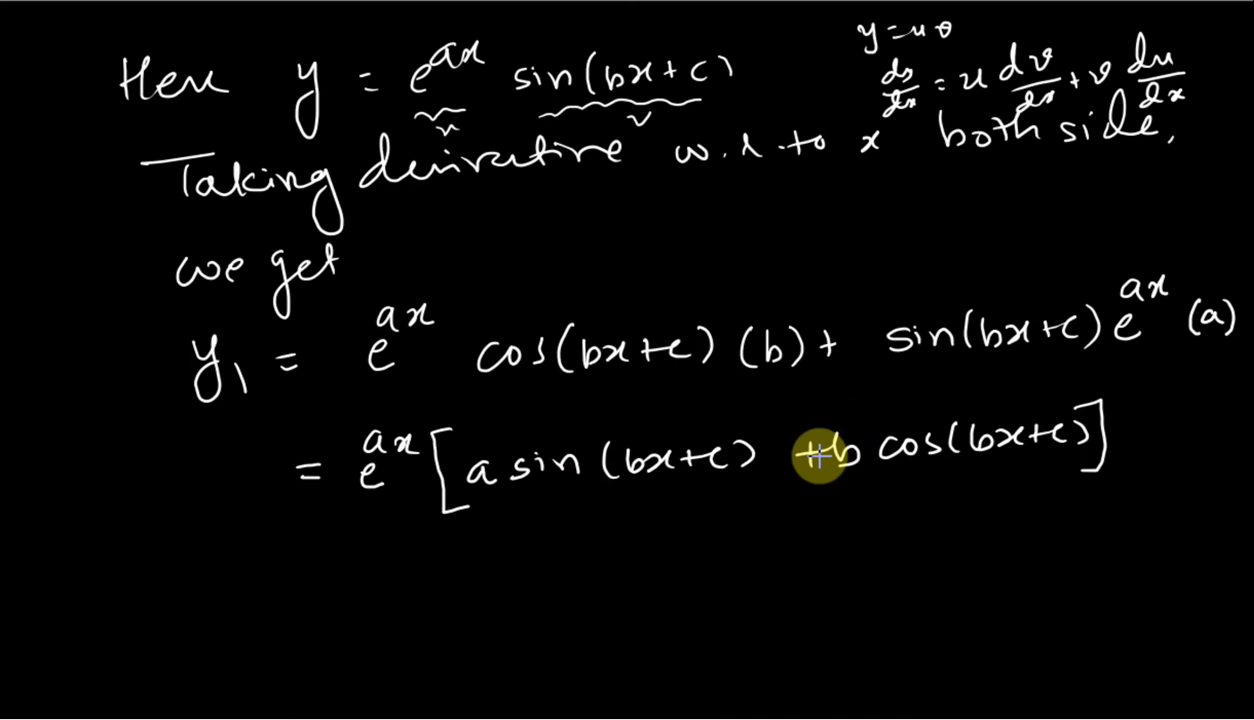 Here y = e^{ax} sin(bx+c)
u v
y = uv
dy/dx = u dv/dx + v du/dx
Taking derivative w.r.to x both side,
we get
y_1 = e^{ax} cos(bx+c) (b) + sin(bx+c) e^{ax} (a)
= e^{ax} [a sin (bx+c) + b cos(bx+c)]